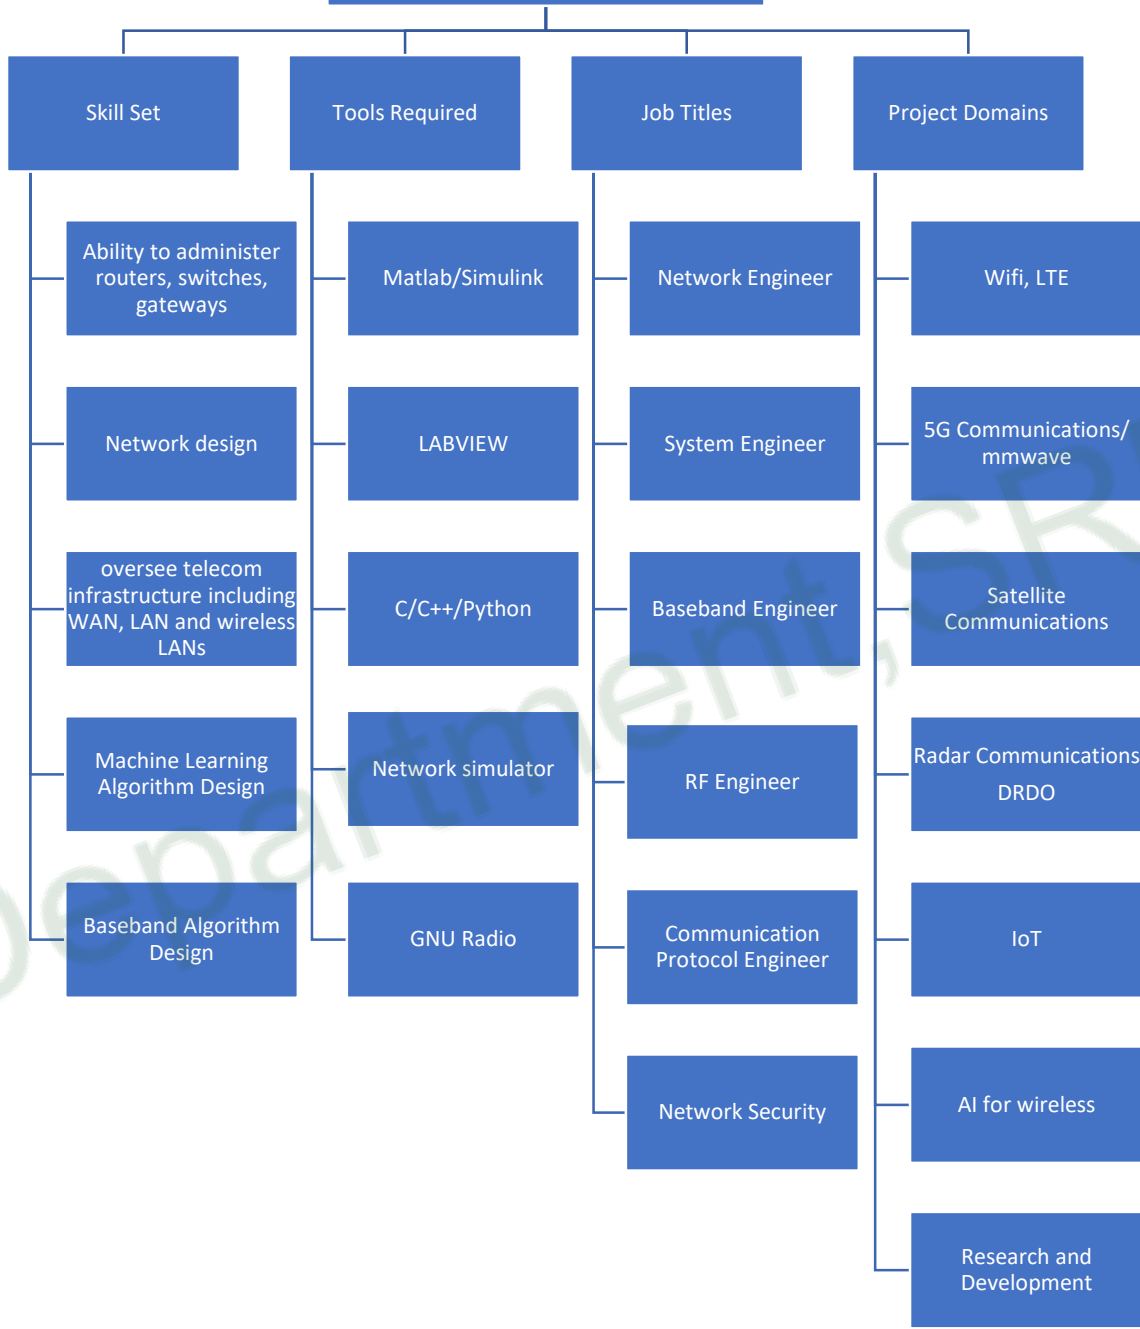 Skill Set
Ability to administer
routers, switches,
gateways
Network design
oversee telecom
infrastructure including
WAN, LAN and wireless
LANs
Machine Learning
Algorithm Design
Baseband Algorithm
Design
Tools Required
Matlab/Simulink
LABVIEW
C/C++/Python
Network simulator
GNU Radio
Job Titles
Network Engineer
System Engineer
Baseband Engineer
RF Engineer
Communication
Protocol Engineer
Network Security
Project Domains
Wifi, LTE
5G Communications/
mmwave
Satellite
Communications
Radar Communications
DRDO
IoT
AI for wireless
Research and
Development
Department, SR